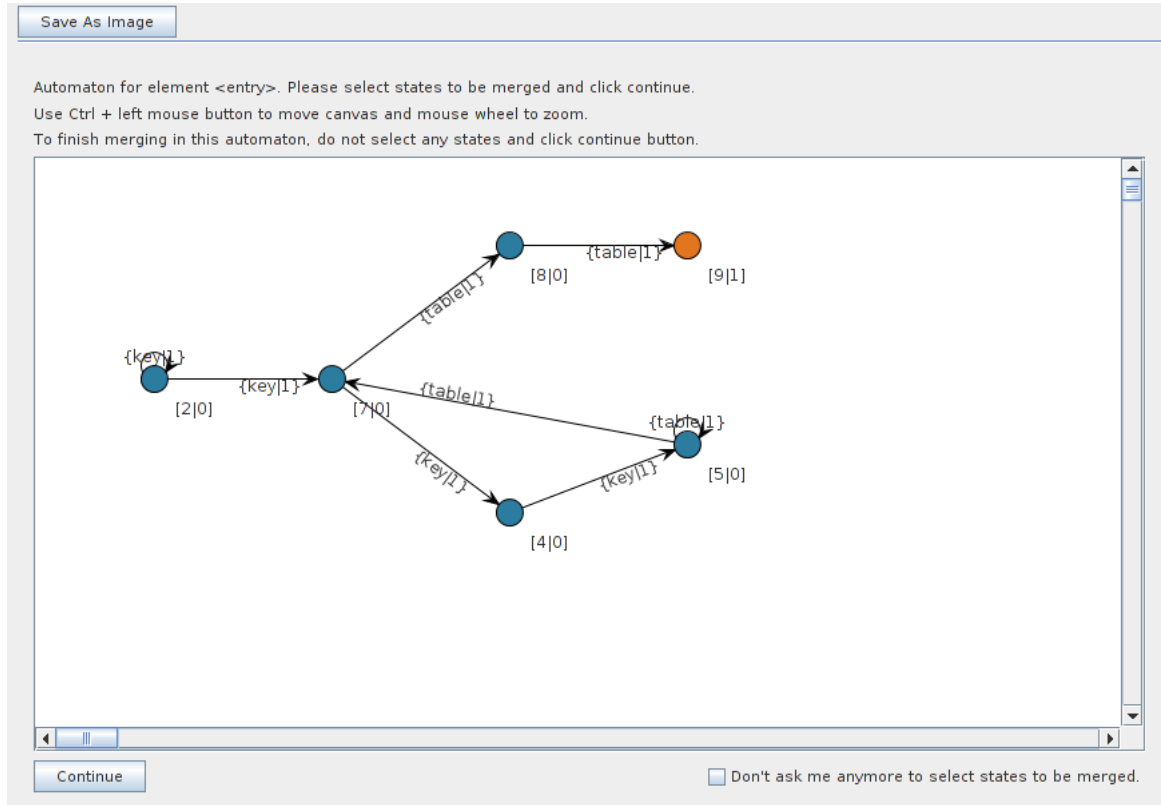 Save As Image
Automaton for element <entry>. Please select states to be merged and click continue.
Use Ctrl + left mouse button to move canvas and mouse wheel to zoom.
To finish merging in this automaton, do not select any states and click continue button.
{table|1}
[8|0]
[9|1]
{table|1}
{key|1}
{key|1}
[2|0]
[7|0]
{table|1}
{table|1}
{key|1}
{key|1}
[5|0]
[4|0]
Continue
Don't ask me anymore to select states to be merged.